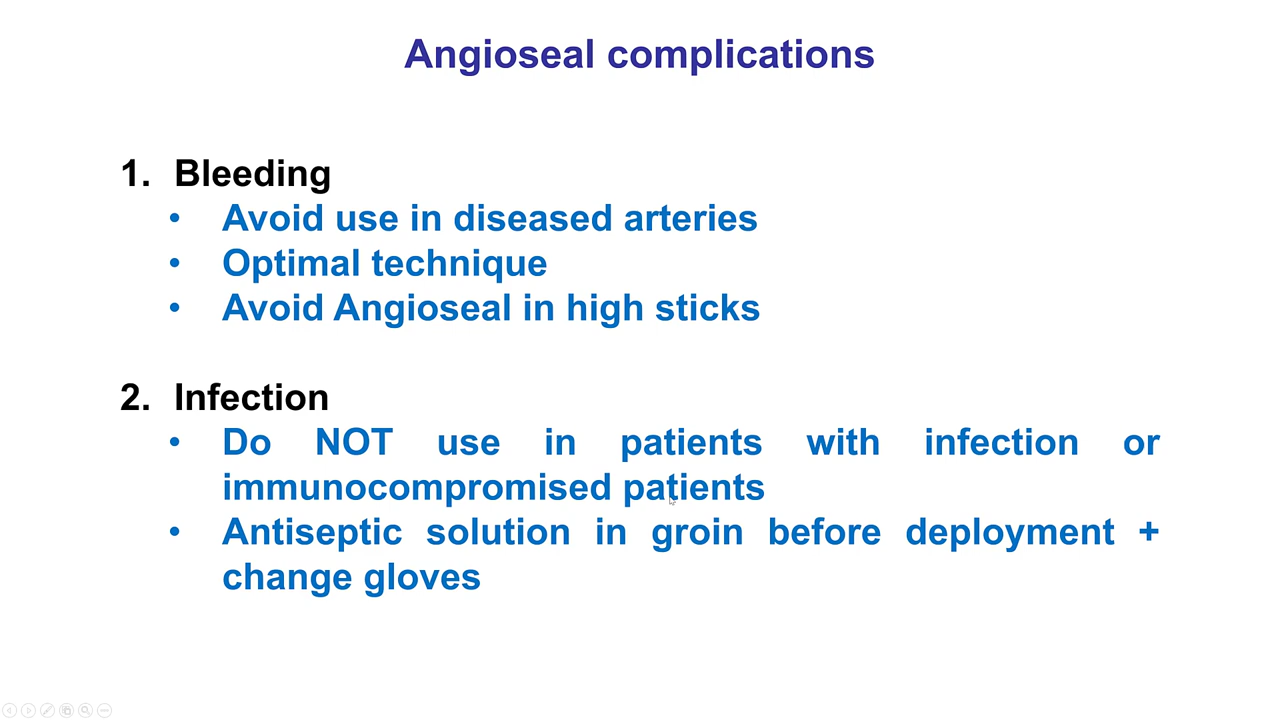 Angioseal complications
1. Bleeding
• Avoid use in diseased arteries
• Optimal technique
• Avoid Angioseal in high sticks
2. Infection
• Do NOT use in patients with infection or
immunocompromised patients
• Antiseptic solution in groin before deployment +
change gloves